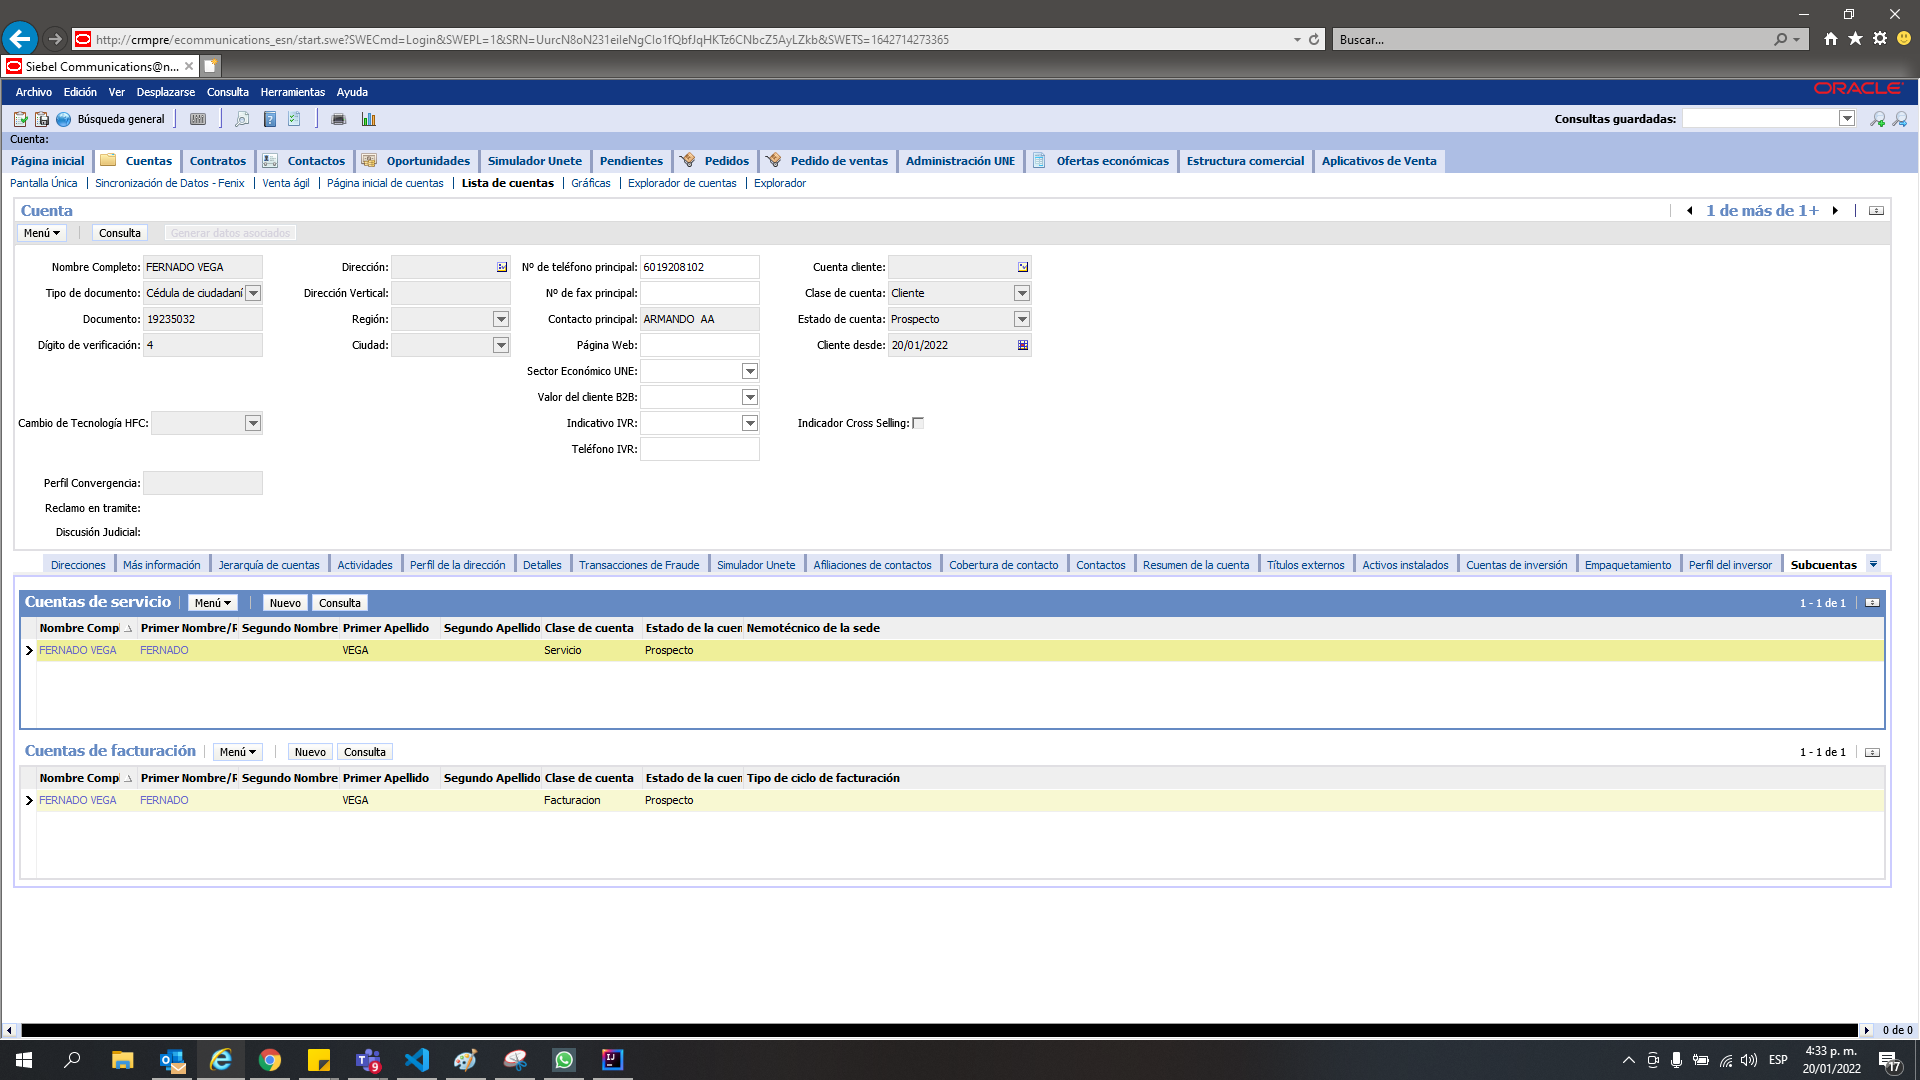 http://crmpre/ecommunications_esn/start.swe?SWECmd=Login&SWEPL=1&SRN=UurcN8oN231eileNgClo1fQbfJqHKTz6CNbcZ5AyLZkb&SWETS=1642714273365
Buscar...
Siebel Communications@n...
Archivo Edición Ver Desplazarse Consulta Herramientas Ayuda
ORACLE
Búsqueda general
Consultas guardadas:
Cuenta:
Página inicial Cuentas Contratos Contactos Oportunidades Simulador Unete Pendientes Pedidos Pedido de ventas Administración UNE Ofertas económicas Estructura comercial Aplicativos de Venta
Pantalla Única Sincronización de Datos - Fenix Venta ágil Página inicial de cuentas Lista de cuentas Gráficas Explorador de cuentas Explorador
Cuenta
1 de más de 1+
Menú Consulta Generar datos asociados
Nombre Completo: FERNADO VEGA Dirección: Nº de teléfono principal: 6019208102 Cuenta cliente:
Tipo de documento: Cédula de ciudadaní Dirección Vertical: Nº de fax principal: Clase de cuenta: Cliente
Documento: 19235032 Región: Contacto principal: ARMANDO AA Estado de cuenta: Prospecto
Dígito de verificación: 4 Ciudad: Página Web: Cliente desde: 20/01/2022
Sector Económico UNE:
Valor del cliente B2B:
Cambio de Tecnología HFC: Indicativo IVR: Indicador Cross Selling:
Teléfono IVR:
Perfil Convergencia:
Reclamo en tramite:
Discusión Judicial:
Direcciones Más información Jerarquía de cuentas Actividades Perfil de la dirección Detalles Transacciones de Fraude Simulador Unete Afiliaciones de contactos Cobertura de contacto Contactos Resumen de la cuenta Títulos externos Activos instalados Cuentas de inversión Empaquetamiento Perfil del inversor Subcuentas
Cuentas de servicio Menú Nuevo Consulta 1 - 1 de 1
Nombre Comp Primer Nombre/R Segundo Nombre Primer Apellido Segundo Apellido Clase de cuenta Estado de la cuen Nemotécnico de la sede
FERNADO VEGA FERNADO VEGA Servicio Prospecto
Cuentas de facturación Menú Nuevo Consulta 1 - 1 de 1
Nombre Comp Primer Nombre/R Segundo Nombre Primer Apellido Segundo Apellido Clase de cuenta Estado de la cuen Tipo de ciclo de facturación
FERNADO VEGA FERNADO VEGA Facturacion Prospecto
0 de 0
9
ESP
4:33 p. m.
20/01/2022
17